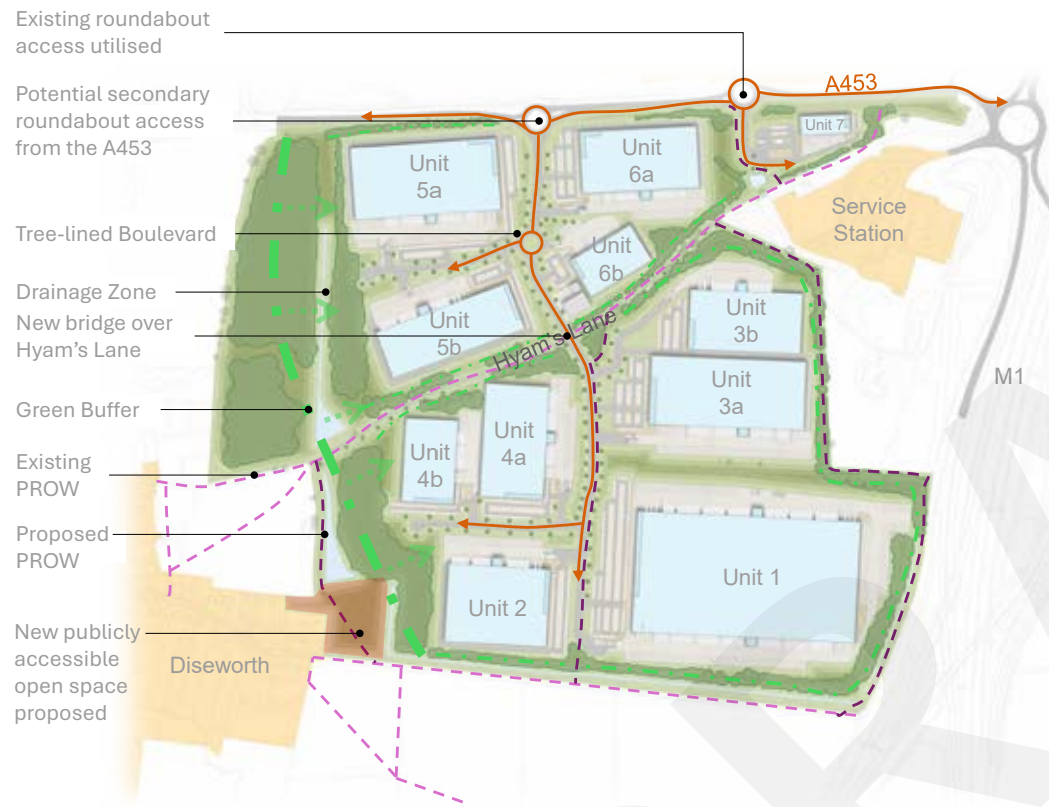 Existing roundabout
access utilised
A453
Potential secondary
roundabout access
from the A453
Unit 7
Unit
5a
Unit
6a
Service
Station
Tree-lined Boulevard
Unit
6b
Drainage Zone
New bridge over
Hyam's Lane
Unit
5b
Hyam's Lane
Unit
3b
M1
Unit
3a
Green Buffer
Unit
4a
Unit
4b
Existing
PROW
Proposed
PROW
Unit 1
Unit 2
New publicly
accessible
open space
proposed
Diseworth